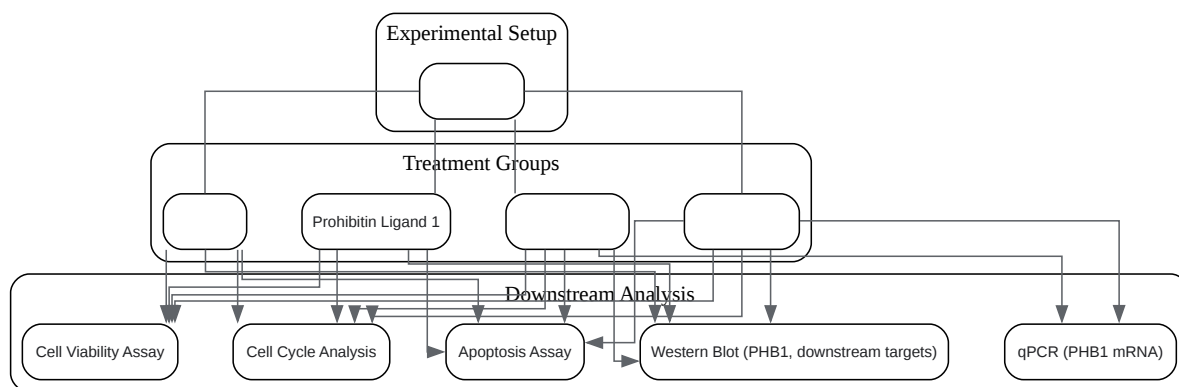 Experimental Setup
Treatment Groups
Prohibitin Ligand 1
Downstream Analysis
Cell Viability Assay
Cell Cycle Analysis
Apoptosis Assay
Western Blot (PHB1, downstream targets)
qPCR (PHB1 mRNA)